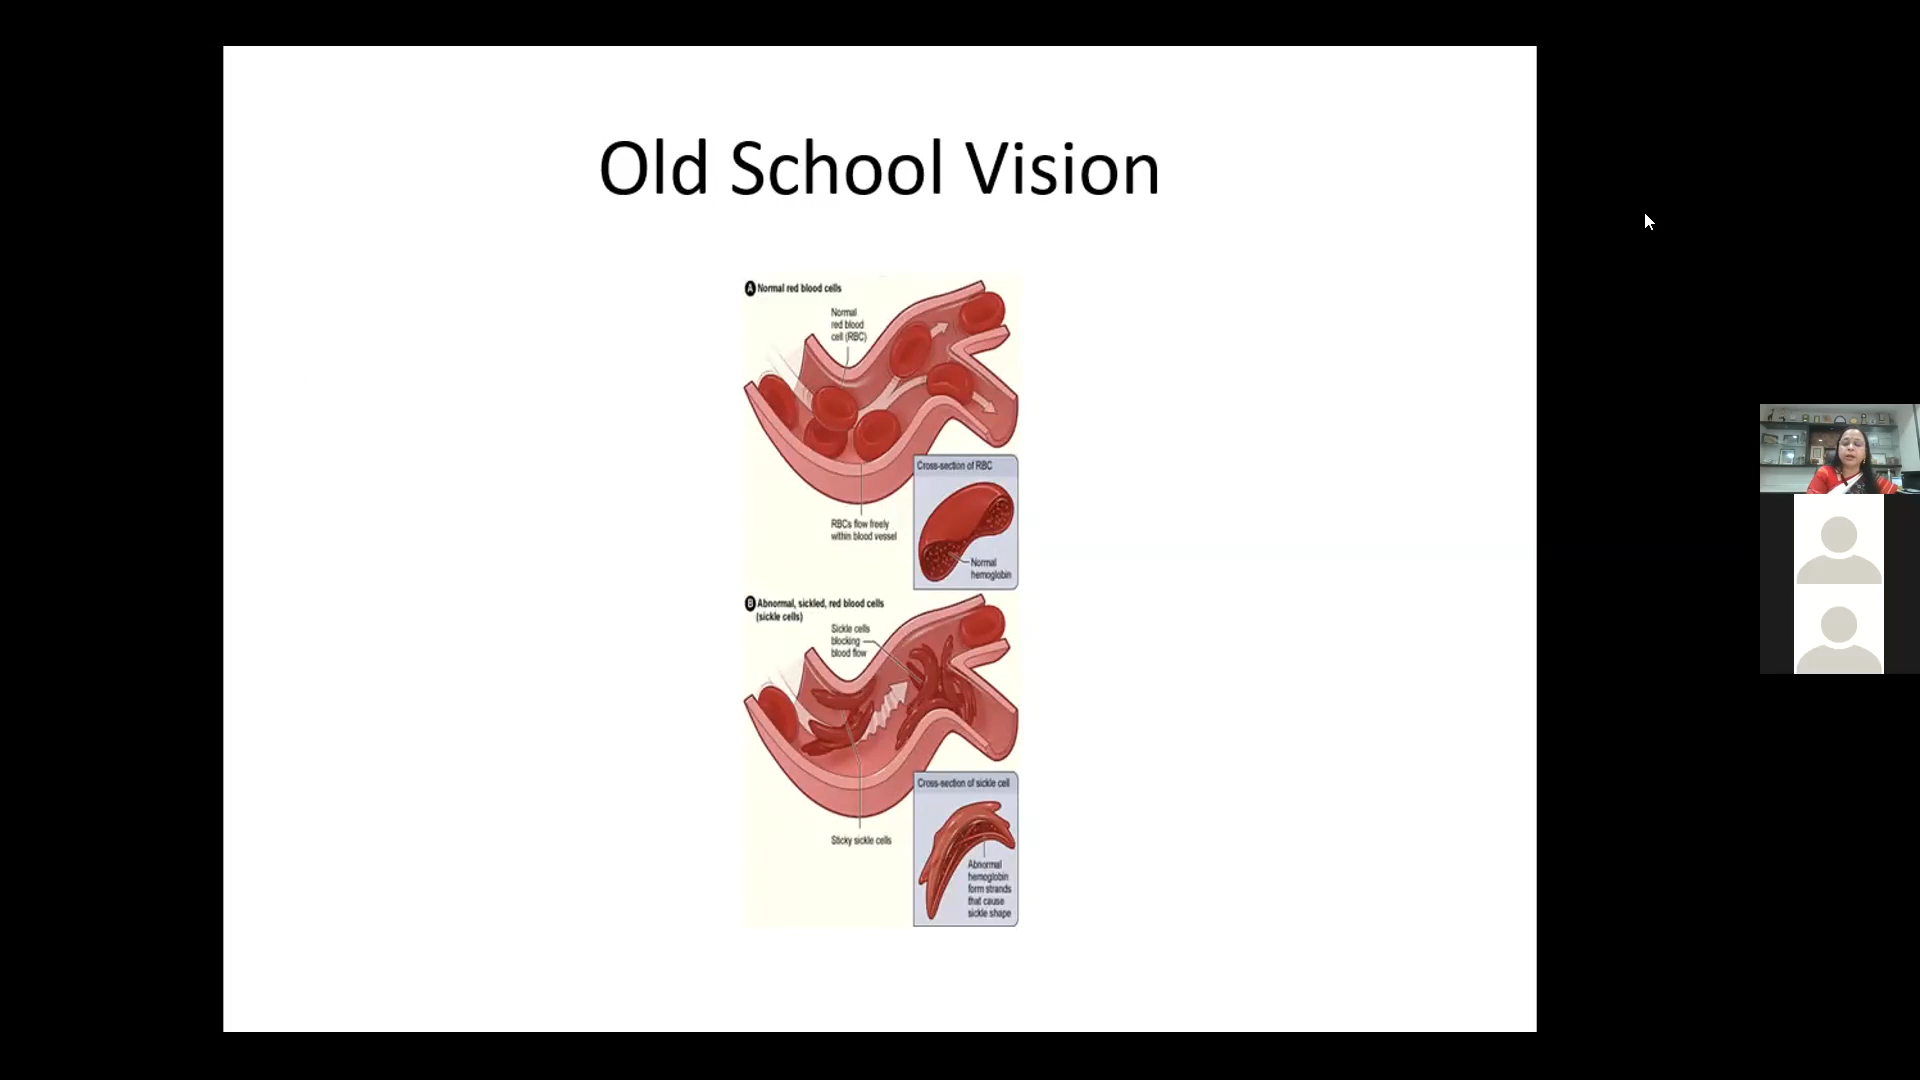 Old School Vision
A Normal red blood cells
Normal
red blood
cell (RBC)
Cross-section of RBC
RBCs flow freely
within blood vessel
Normal
hemoglobin
B Abnormal, sickled, red blood cells
(sickle cells)
Sickle cells
blocking
blood flow
Cross-section of sickle cell
Sticky sickle cells
Abnormal
hemoglobin
form strands
that cause
sickle shape